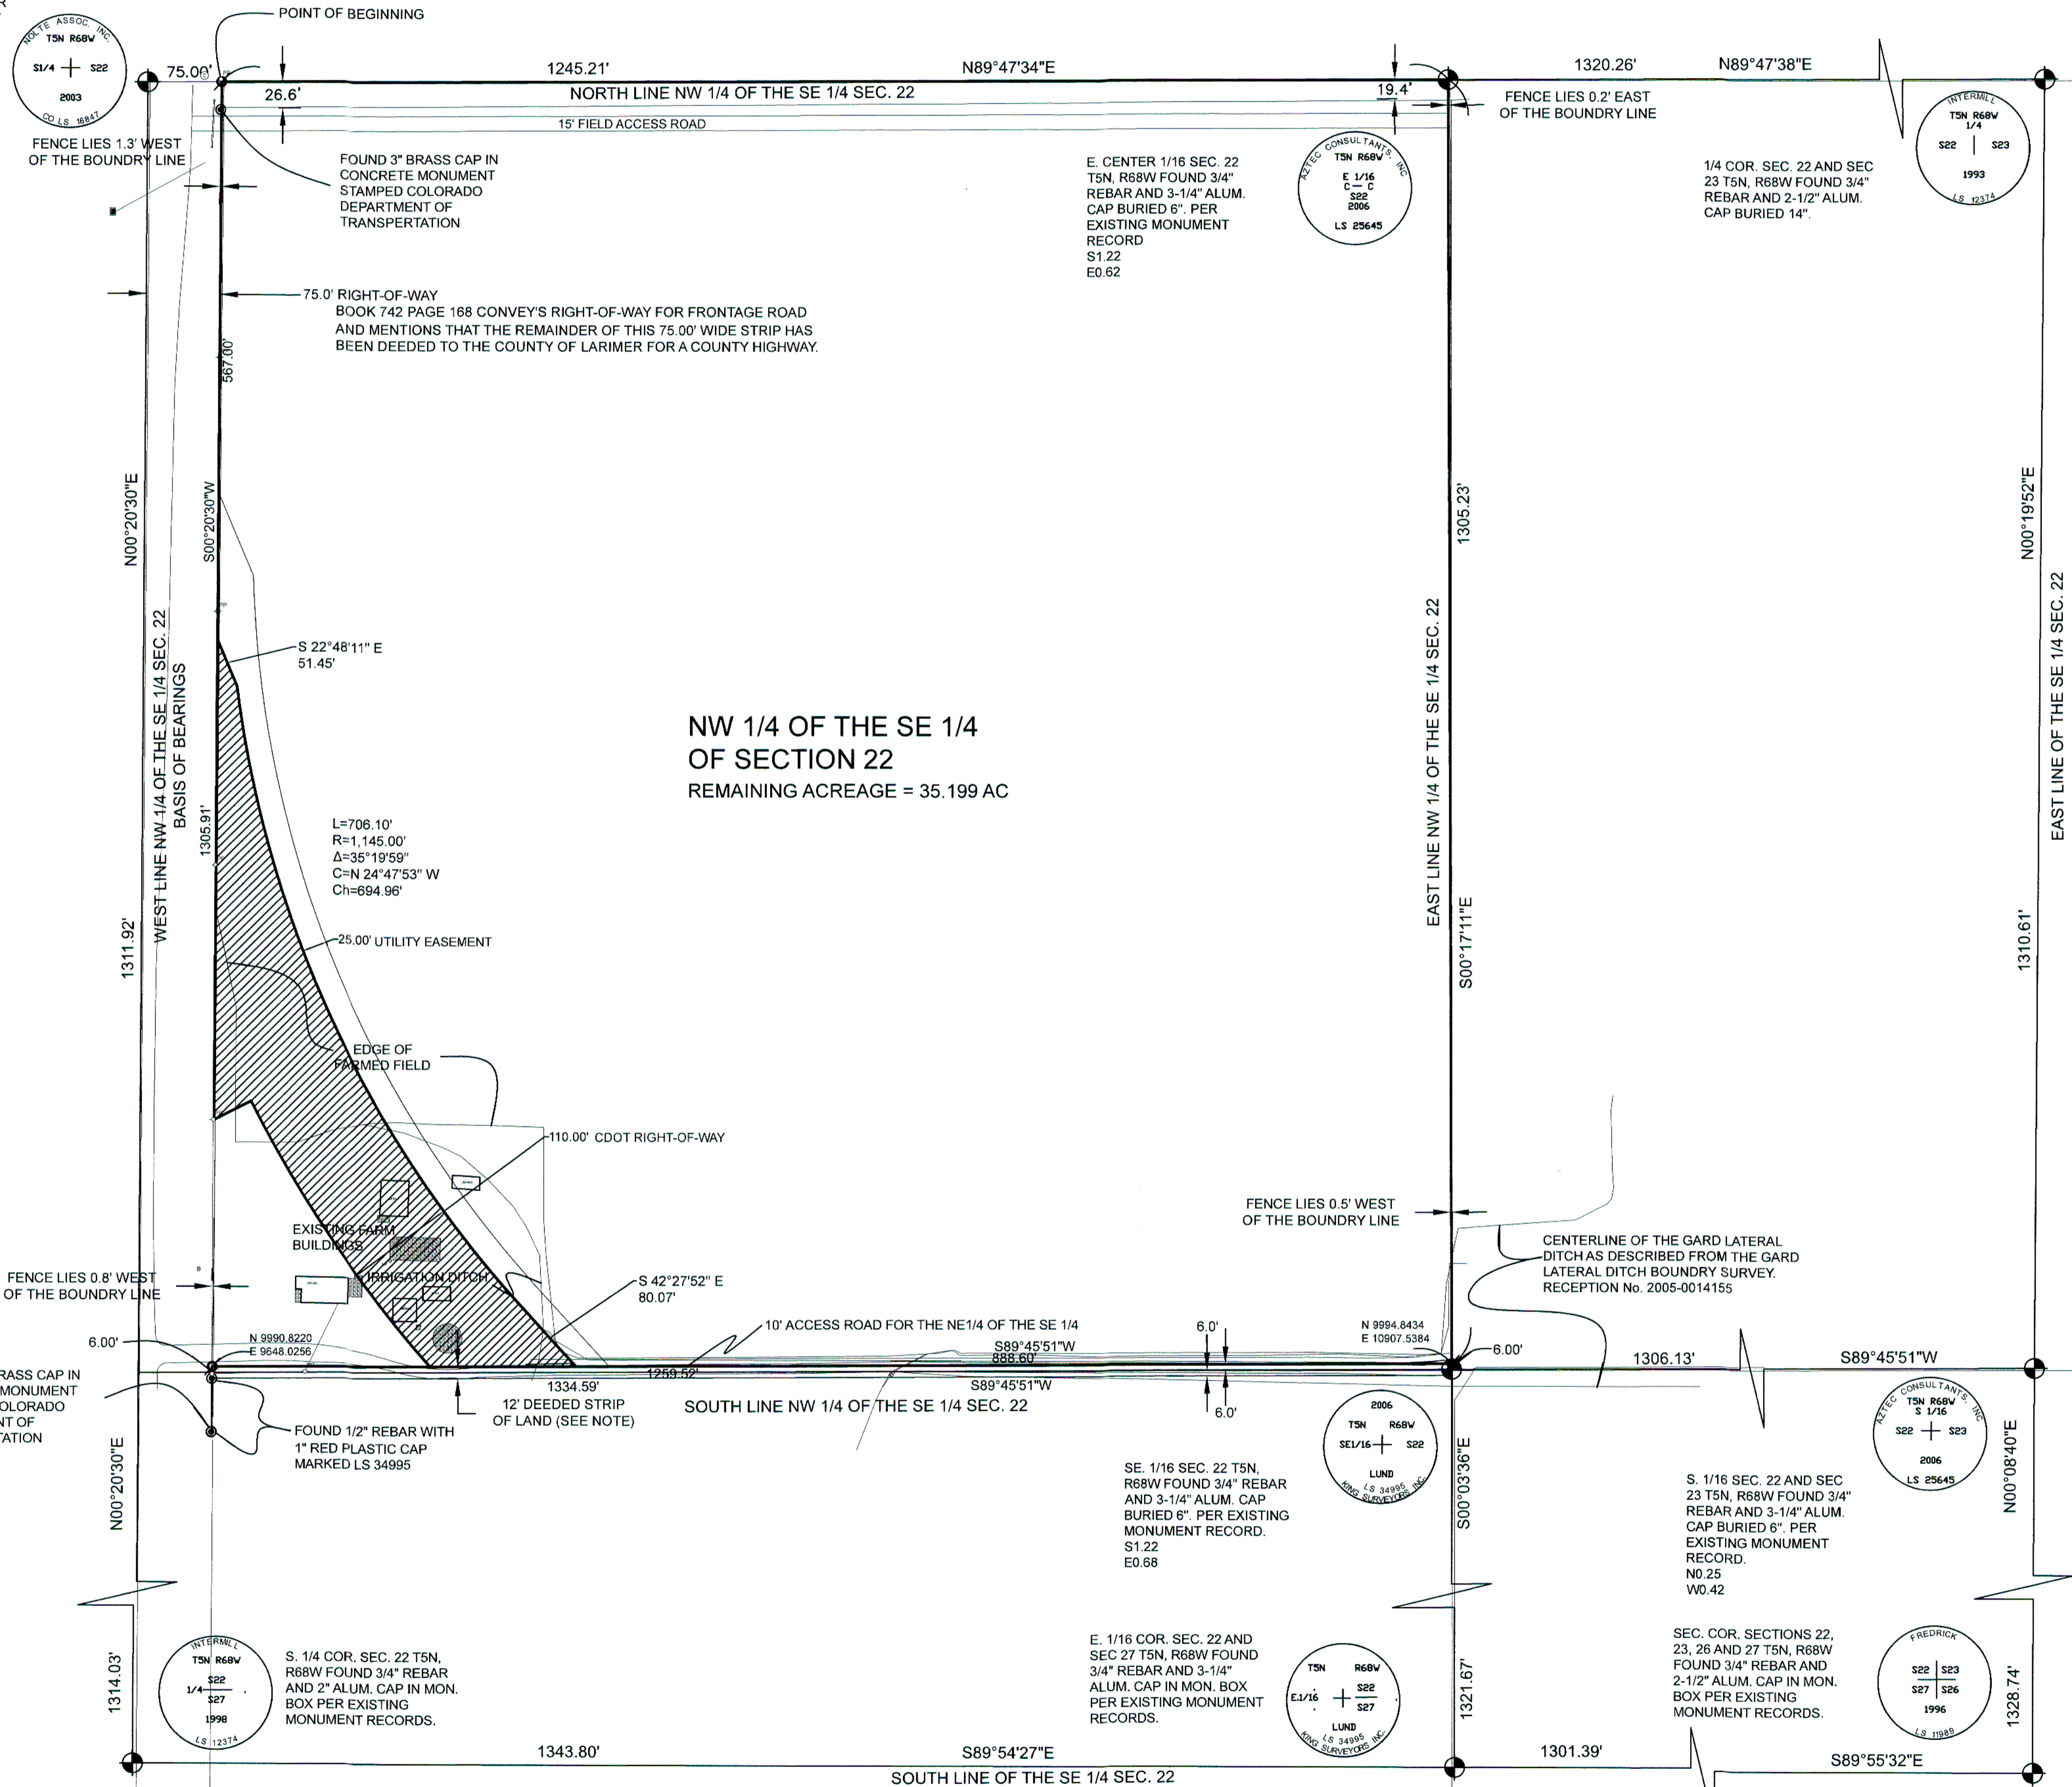 POINT OF BEGINNING
NOLTE ASSOC. INC.
T5N R68W
S1/4 S22
2003
CO LS 16847
75.00'
1245.21'
N89°47'34"E
1320.26'
N89°47'38"E
26.6'
NORTH LINE NW 1/4 OF THE SE 1/4 SEC. 22
19.4'
15' FIELD ACCESS ROAD
FENCE LIES 0.2' EAST
OF THE BOUNDRY LINE
FENCE LIES 1.3' WEST
OF THE BOUNDRY LINE
FOUND 3" BRASS CAP IN
CONCRETE MONUMENT
STAMPED COLORADO
DEPARTMENT OF
TRANSPORTATION
E. CENTER 1/16 SEC. 22
T5N, R68W FOUND 3/4"
REBAR AND 3-1/4" ALUM.
CAP BURIED 6". PER
EXISTING MONUMENT
RECORD
S1.22
E0.62
AZTEC CONSULTANTS, INC
T5N R68W
E 1/16
C C
S22
2006
LS 25645
1/4 COR. SEC. 22 AND SEC
23 T5N, R68W FOUND 3/4"
REBAR AND 2-1/2" ALUM.
CAP BURIED 14".
INTERMILL
T5N R68W
1/4
S22 S23
1993
LS 12374
75.0' RIGHT-OF-WAY
BOOK 742 PAGE 168 CONVEY'S RIGHT-OF-WAY FOR FRONTAGE ROAD
AND MENTIONS THAT THE REMAINDER OF THIS 75.00' WIDE STRIP HAS
BEEN DEEDED TO THE COUNTY OF LARIMER FOR A COUNTY HIGHWAY.
567.00'
N00°20'30"E
S00°20'30"W
1305.23'
N00°19'52"E
WEST LINE NW 1/4 OF THE SE 1/4 SEC. 22
BASIS OF BEARINGS
S 22°48'11" E
51.45'
EAST LINE NW 1/4 OF THE SE 1/4 SEC. 22
EAST LINE OF THE SE 1/4 SEC. 22
NW 1/4 OF THE SE 1/4
OF SECTION 22
REMAINING ACREAGE = 35.199 AC
1305.91'
L=706.10'
R=1,145.00'
Δ=35°19'59"
C=N 24°47'53" W
Ch=694.96'
1311.92'
25.00' UTILITY EASEMENT
S00°17'11"E
1310.61'
EDGE OF
FARMED FIELD
110.00' CDOT RIGHT-OF-WAY
EXISTING FARM
BUILDINGS
IRRIGATION DITCH
FENCE LIES 0.5' WEST
OF THE BOUNDRY LINE
CENTERLINE OF THE GARD LATERAL
DITCH AS DESCRIBED FROM THE GARD
LATERAL DITCH BOUNDRY SURVEY.
RECEPTION No. 2005-0014155
FENCE LIES 0.8' WEST
OF THE BOUNDRY LINE
S 42°27'52" E
80.07'
6.00'
N 9990.8220
E 9648.0256
10' ACCESS ROAD FOR THE NE1/4 OF THE SE 1/4
6.0'
N 9994.8434
E 10907.5384
6.00'
S89°45'51"W
888.60'
1259.52'
1306.13'
S89°45'51"W
1334.59'
S89°45'51"W
12' DEEDED STRIP
OF LAND (SEE NOTE)
SOUTH LINE NW 1/4 OF THE SE 1/4 SEC. 22
6.0'
RASS CAP IN
MONUMENT
OLORADO
NT OF
TATION
FOUND 1/2" REBAR WITH
1" RED PLASTIC CAP
MARKED LS 34995
N00°20'30"E
2006
T5N R68W
SE1/16 S22
LUND
LS 34995
KING SURVEYORS INC.
SE. 1/16 SEC. 22 T5N,
R68W FOUND 3/4" REBAR
AND 3-1/4" ALUM. CAP
BURIED 6". PER EXISTING
MONUMENT RECORD.
S1.22
E0.68
S00°03'36"E
AZTEC CONSULTANTS, INC
T5N R68W
S 1/16
S22 S23
2006
LS 25645
S. 1/16 SEC. 22 AND SEC
23 T5N, R68W FOUND 3/4"
REBAR AND 3-1/4" ALUM.
CAP BURIED 6". PER
EXISTING MONUMENT
RECORD.
N0.25
W0.42
N00°08'40"E
1314.03'
INTERMILL
T5N R68W
S22
1/4
S27
1998
LS 12374
S. 1/4 COR. SEC. 22 T5N,
R68W FOUND 3/4" REBAR
AND 2" ALUM. CAP IN MON.
BOX PER EXISTING
MONUMENT RECORDS.
E. 1/16 COR. SEC. 22 AND
SEC 27 T5N, R68W FOUND
3/4" REBAR AND 3-1/4"
ALUM. CAP IN MON. BOX
PER EXISTING MONUMENT
RECORDS.
T5N R68W
E.1/16 S22
S27
LUND
LS 34995
KING SURVEYORS INC.
1321.67'
SEC. COR. SECTIONS 22,
23, 26 AND 27 T5N, R68W
FOUND 3/4" REBAR AND
2-1/2" ALUM. CAP IN MON.
BOX PER EXISTING
MONUMENT RECORDS.
FREDRICK
S22 S23
S27 S26
1996
LS 11989
1328.74'
1343.80'
S89°54'27"E
1301.39'
S89°55'32"E
SOUTH LINE OF THE SE 1/4 SEC. 22